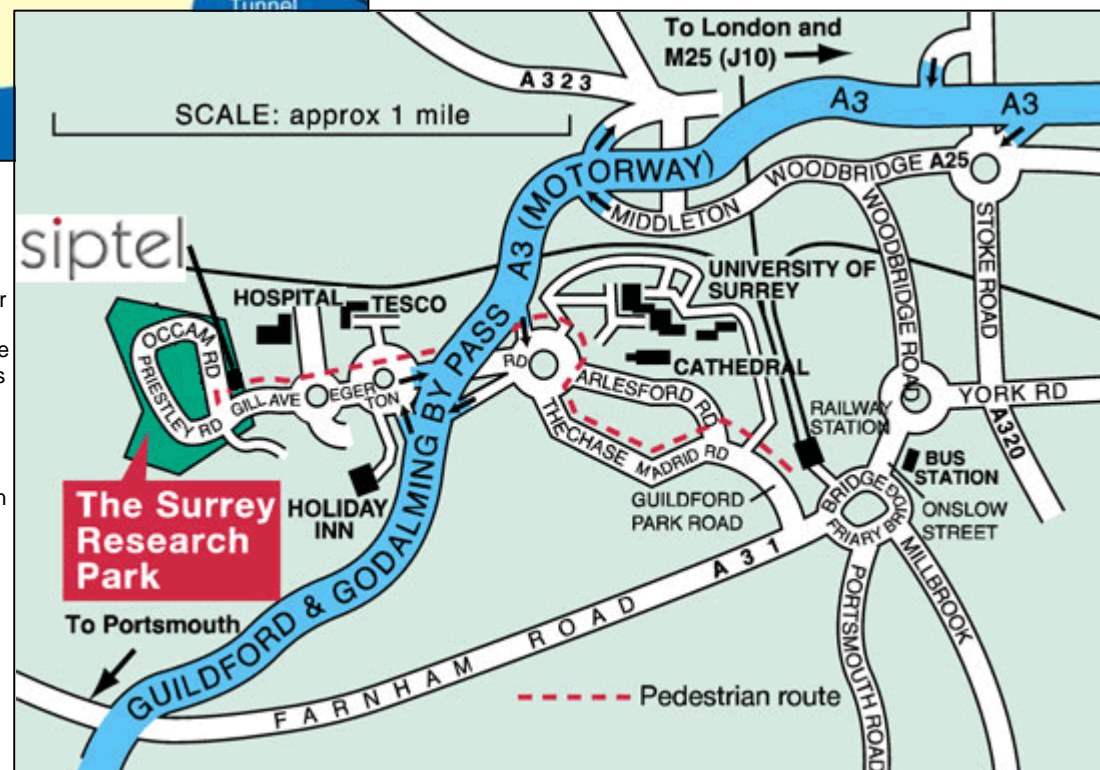 Tunnel
To London and
M25 (J10)
A323
SCALE: approx 1 mile
A3
A3
A3 (MOTORWAY)
WOODBRIDGE A25
MIDDLETON
siptel
WOODBRIDGE ROAD
STOKE ROAD
UNIVERSITY OF
SURREY
HOSPITAL
TESCO
OCCAM RD
PRIESTLEY RD
GILL AVE
EGER
TON
RD
CATHEDRAL
ARLESFORD RD
THE CHASE
MADRID RD
YORK RD
A320
RAILWAY
STATION
BUS
STATION
ONSLOW
STREET
BRIDGE
FRIARY BRI
HOLIDAY
INN
GUILDFORD
PARK ROAD
The Surrey
Research
Park
A31
MILLBROOK
PORTSMOUTH ROAD
To Portsmouth
GUILDFORD & GODALMING BY PASS
FARNHAM ROAD
Pedestrian route